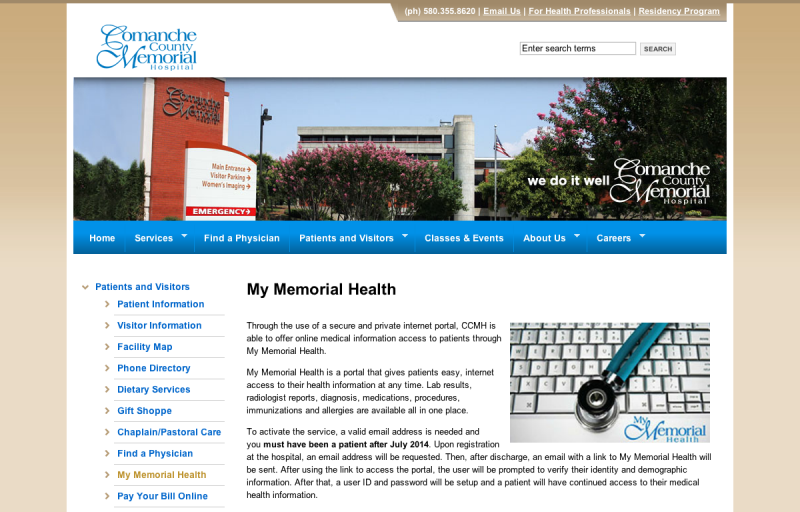 (ph) 580.355.8620 | Email Us | For Health Professionals | Residency Program
Comanche
County
Memorial
Hospital
Enter search terms
SEARCH
Comanche
County
Memorial
Main Entrance
Visitor Parking
Women's Imaging
EMERGENCY
we do it well
Comanche
County
Memorial
Hospital
Home Services Find a Physician Patients and Visitors Classes & Events About Us Careers
Patients and Visitors
Patient Information
Visitor Information
Facility Map
Phone Directory
Dietary Services
Gift Shoppe
Chaplain/Pastoral Care
Find a Physician
My Memorial Health
Pay Your Bill Online
My Memorial Health
Through the use of a secure and private internet portal, CCMH is
able to offer online medical information access to patients through
My Memorial Health.
My Memorial Health is a portal that gives patients easy, internet
access to their health information at any time. Lab results,
radiologist reports, diagnosis, medications, procedures,
immunizations and allergies are available all in one place.
To activate the service, a valid email address is needed and
you must have been a patient after July 2014. Upon registration
at the hospital, an email address will be requested. Then, after discharge, an email with a link to My Memorial Health will
be sent. After using the link to access the portal, the user will be prompted to verify their identity and demographic
information. After that, a user ID and password will be setup and a patient will have continued access to their medical
health information.
My
Memorial
Health